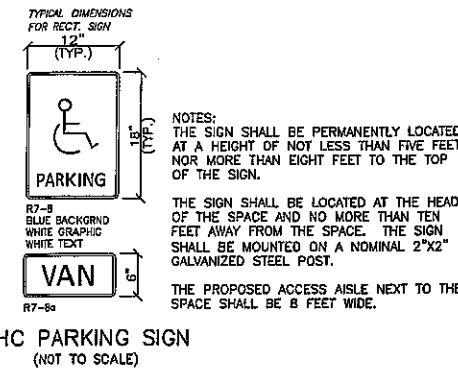 TYPICAL DIMENSIONS
FOR RECT. SIGN
12"
(TYP.)
18"
(TYP.)
PARKING
R7-8
BLUE BACKGRND
WHITE GRAPHIC
WHITE TEXT
VAN
6"
R7-8a
NOTES:
THE SIGN SHALL BE PERMANENTLY LOCATED
AT A HEIGHT OF NOT LESS THAN FIVE FEET
NOR MORE THAN EIGHT FEET TO THE TOP
OF THE SIGN.
THE SIGN SHALL BE LOCATED AT THE HEAD
OF THE SPACE AND NO MORE THAN TEN
FEET AWAY FROM THE SPACE. THE SIGN
SHALL BE MOUNTED ON A NOMINAL 2"X2"
GALVANIZED STEEL POST.
THE PROPOSED ACCESS AISLE NEXT TO THE
SPACE SHALL BE 8 FEET WIDE.
HC PARKING SIGN
(NOT TO SCALE)